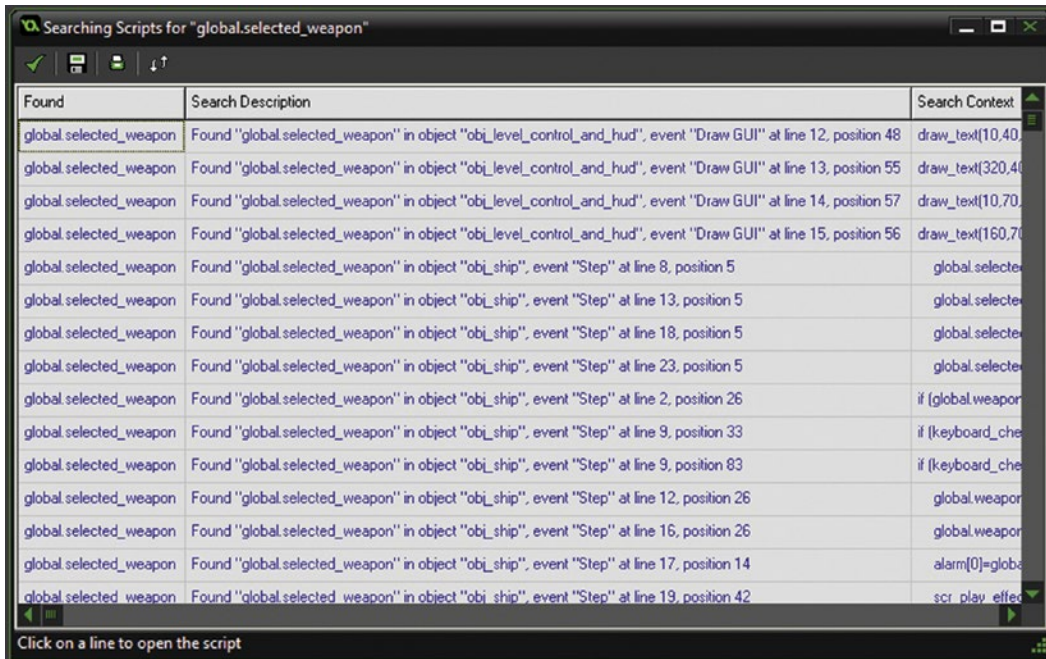 Searching Scripts for "global.selected_weapon"
Found Search Description Search Context
global.selected_weapon Found "global.selected_weapon" in object "obj_level_control_and_hud", event "Draw GUI" at line 12, position 48 draw_text(10,40,
global.selected_weapon Found "global.selected_weapon" in object "obj_level_control_and_hud", event "Draw GUI" at line 13, position 55 draw_text(320,40
global.selected_weapon Found "global.selected_weapon" in object "obj_level_control_and_hud", event "Draw GUI" at line 14, position 57 draw_text(10,70,
global.selected_weapon Found "global.selected_weapon" in object "obj_level_control_and_hud", event "Draw GUI" at line 15, position 56 draw_text(160,70
global.selected_weapon Found "global.selected_weapon" in object "obj_ship", event "Step" at line 8, position 5 global.selecte
global.selected_weapon Found "global.selected_weapon" in object "obj_ship", event "Step" at line 13, position 5 global.selecte
global.selected_weapon Found "global.selected_weapon" in object "obj_ship", event "Step" at line 18, position 5 global.selecte
global.selected_weapon Found "global.selected_weapon" in object "obj_ship", event "Step" at line 23, position 5 global.selecte
global.selected_weapon Found "global.selected_weapon" in object "obj_ship", event "Step" at line 2, position 26 if (global.weapon
global.selected_weapon Found "global.selected_weapon" in object "obj_ship", event "Step" at line 9, position 33 if (keyboard_che
global.selected_weapon Found "global.selected_weapon" in object "obj_ship", event "Step" at line 9, position 83 if (keyboard_che
global.selected_weapon Found "global.selected_weapon" in object "obj_ship", event "Step" at line 12, position 26 global.weapon
global.selected_weapon Found "global.selected_weapon" in object "obj_ship", event "Step" at line 16, position 26 global.weapon
global.selected_weapon Found "global.selected_weapon" in object "obj_ship", event "Step" at line 17, position 14 alarm[0]=globa
global.selected_weapon Found "global.selected_weapon" in object "obj_ship", event "Step" at line 19, position 42 scr_play_effec
Click on a line to open the script